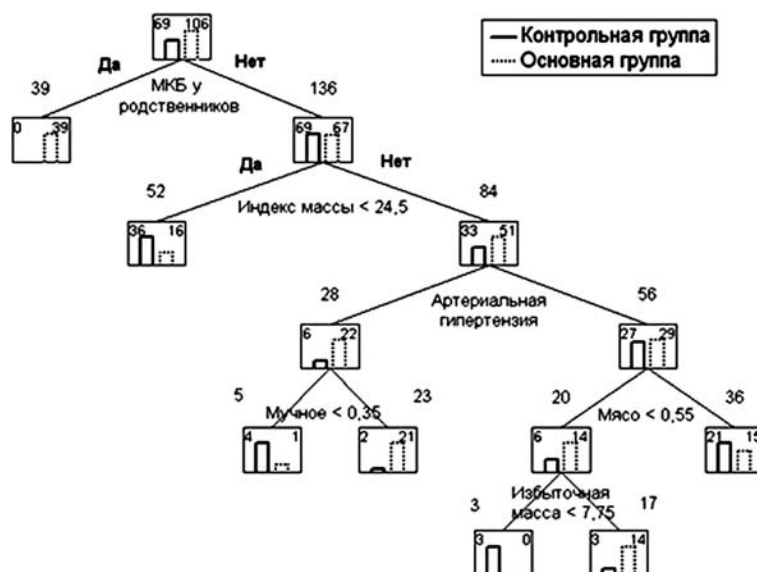 69 106
Контрольная группа
Основная группа
Да Нет
39 МКБ у 136
родственников
0 39
69 67
Да Нет
52 84
Индекс массы < 24,5
36 16
33 51
28 Артериальная 56
гипертензия
6 22
27 29
5 23 20 36
Мучное < 0,35 Мясо < 0,55
4 1
2 21
6 14
21 15
3 Избыточная 17
масса < 7,75
3 0
3 14